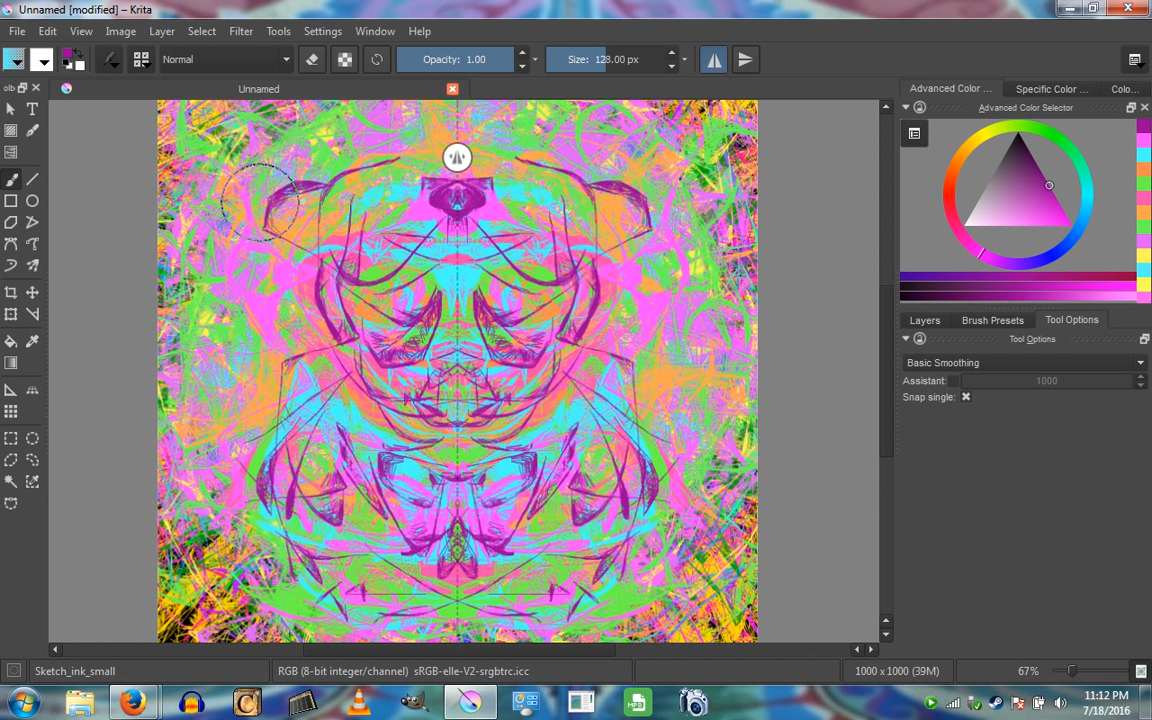 Unnamed [modified] – Krita
File Edit View Image Layer Select Filter Tools Settings Window Help
Normal Opacity: 1.00 Size: 128.00 px
olb Unnamed Advanced Color ... Specific Color ... Colo...
Advanced Color Selector
Layers Brush Presets Tool Options
Tool Options
Basic Smoothing
Assistant: 1000
Snap single:
Sketch_ink_small RGB (8-bit integer/channel) sRGB-elle-V2-srgbtrc.icc 1000 x 1000 (39M) 67%
MP3
11:12 PM
7/18/2016